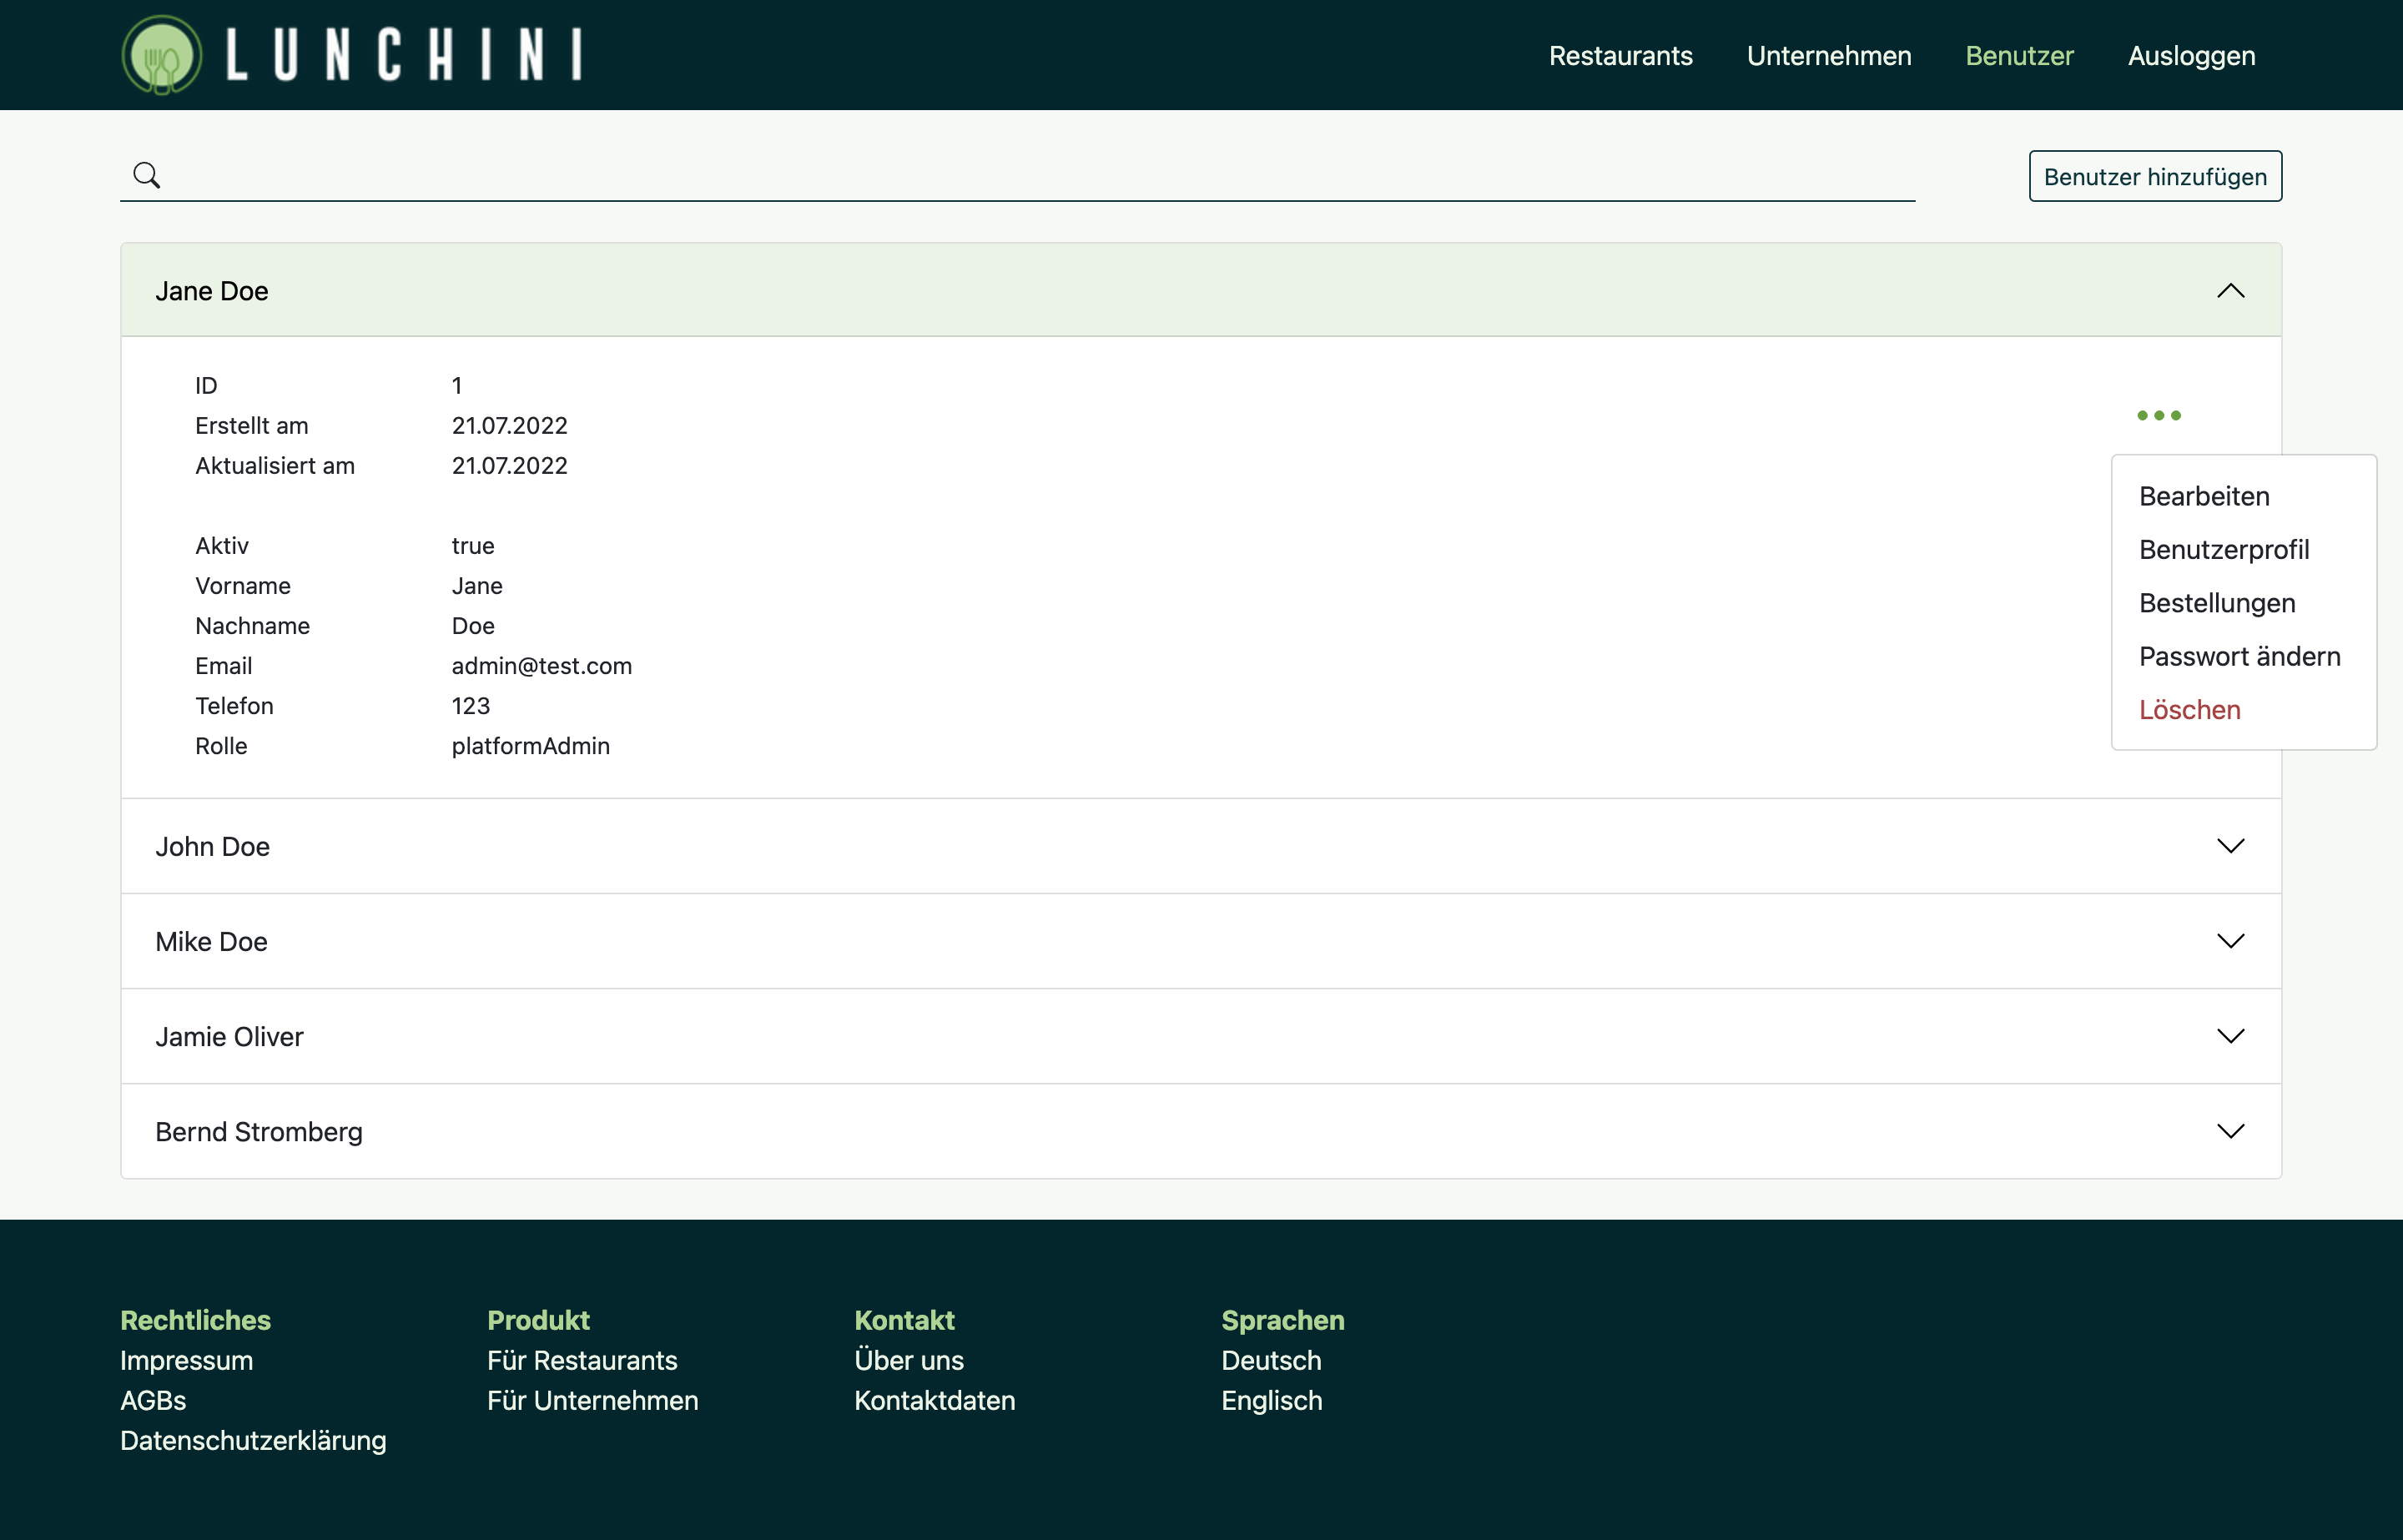 LUNCHINI
Restaurants Unternehmen Benutzer Ausloggen
Benutzer hinzufügen
Jane Doe
ID 1
Erstellt am 21.07.2022
Aktualisiert am 21.07.2022
Bearbeiten
Benutzerprofil
Bestellungen
Passwort ändern
Löschen
Aktiv true
Vorname Jane
Nachname Doe
Email admin@test.com
Telefon 123
Rolle platformAdmin
John Doe
Mike Doe
Jamie Oliver
Bernd Stromberg
Rechtliches
Impressum
AGBs
Datenschutzerklärung
Produkt
Für Restaurants
Für Unternehmen
Kontakt
Über uns
Kontaktdaten
Sprachen
Deutsch
Englisch